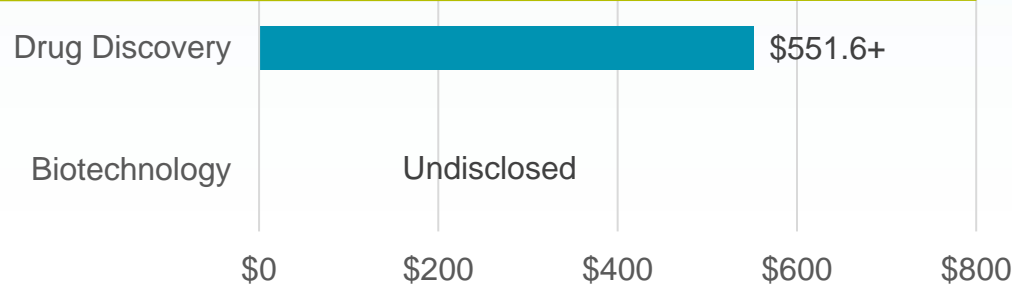 Drug Discovery $551.6+
Biotechnology Undisclosed
$0 $200 $400 $600 $800